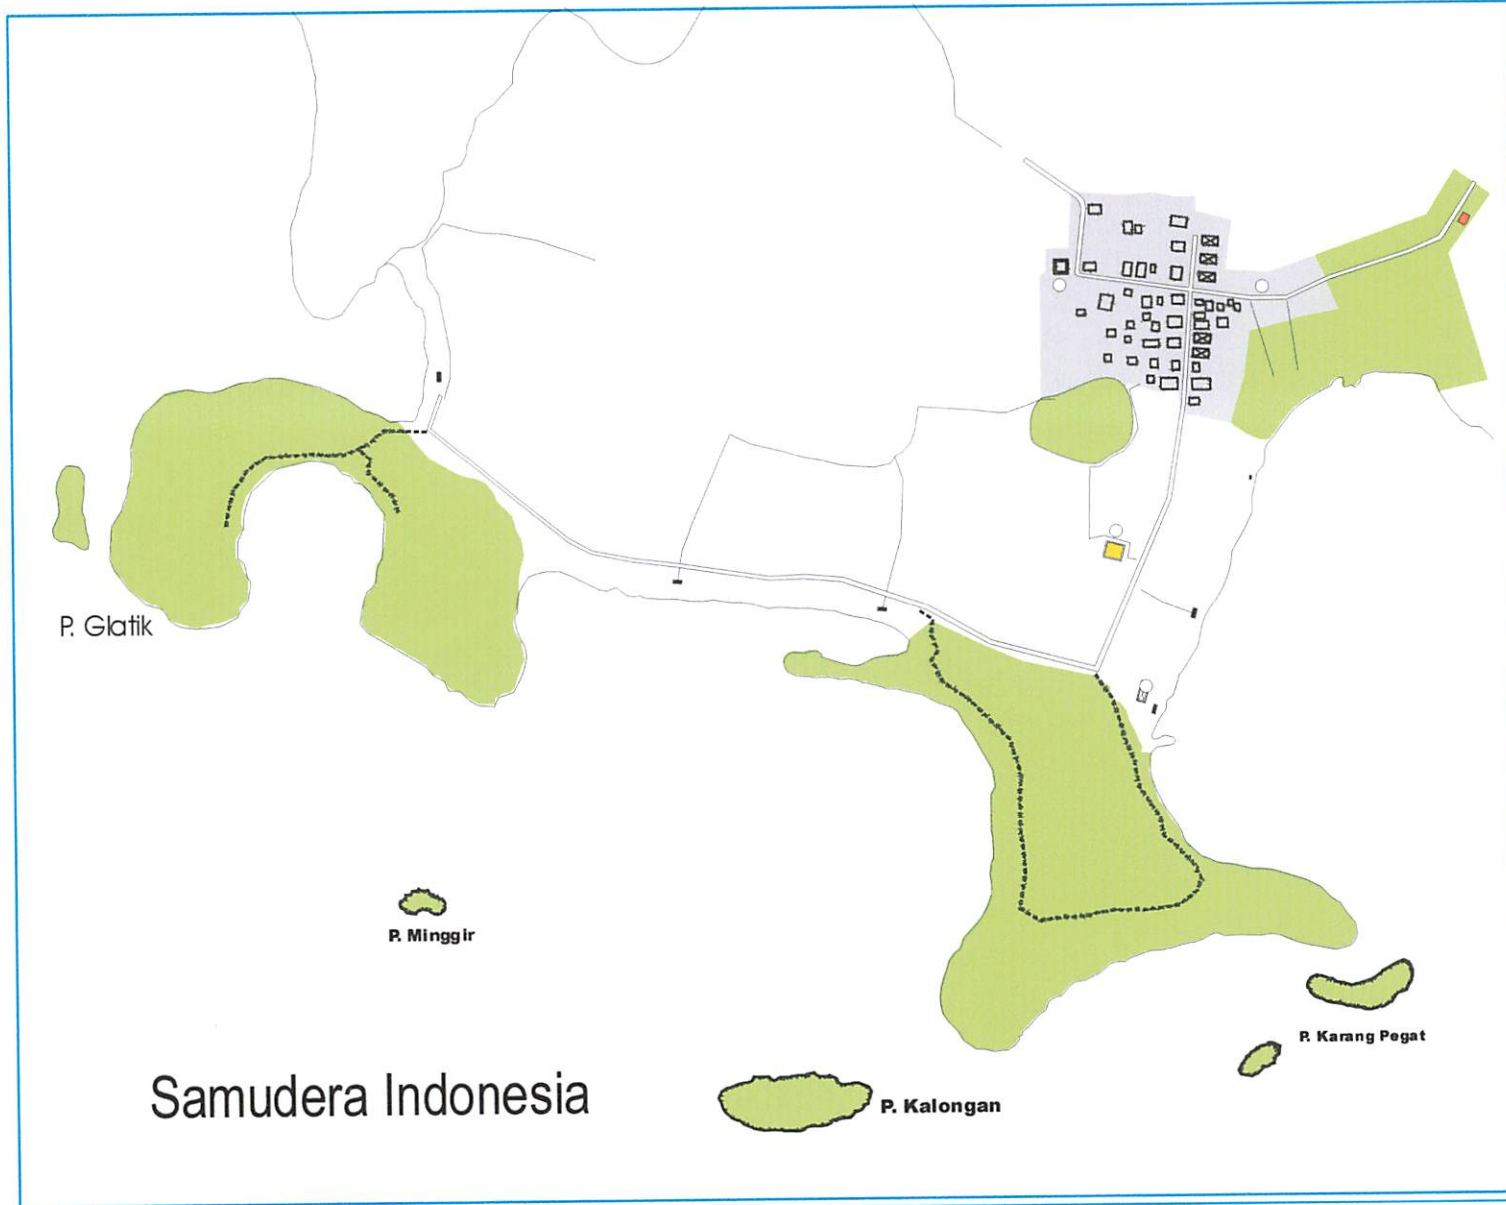 P. Glatik
P. Minggir
P. Karang Pegat
Samudera Indonesia
P. Kalongan